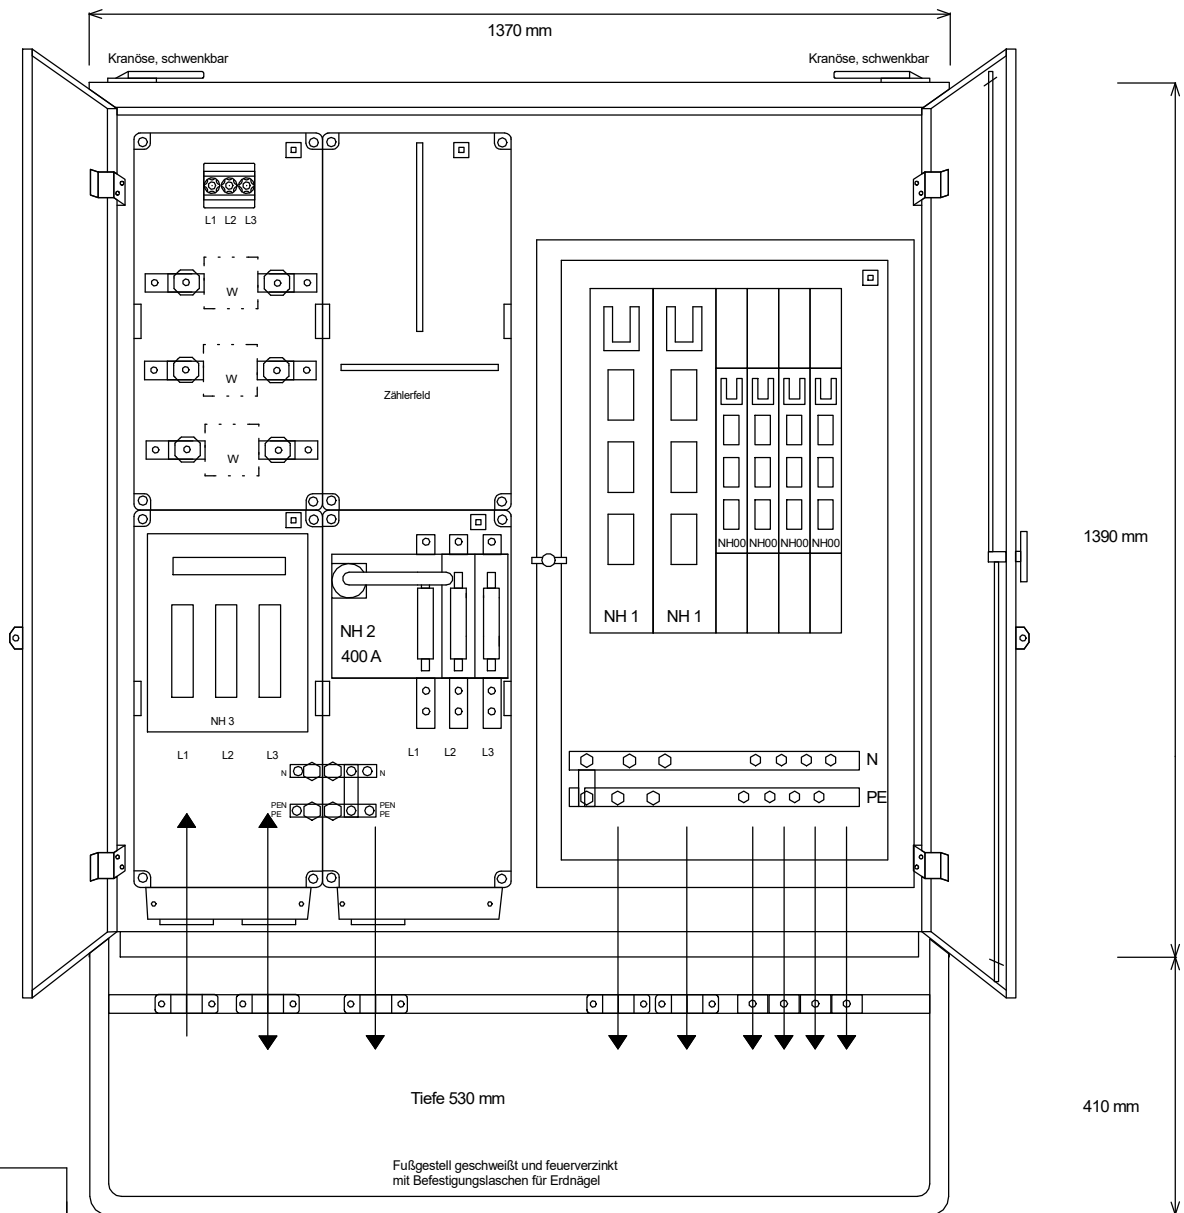 1370 mm
Kranöse, schwenkbar
Kranöse, schwenkbar
L1 L2 L3
W
W
W
Zählerfeld
NH00 NH00 NH00 NH00
NH 1 NH 1
1390 mm
NH 2
400 A
NH 3
L1 L2 L3
L1 L2 L3
N N
PEN PEN
PE PE
N
PE
Tiefe 530 mm
410 mm
Fußgestell geschweißt und feuerverzinkt
mit Befestigungslaschen für Erdnägel